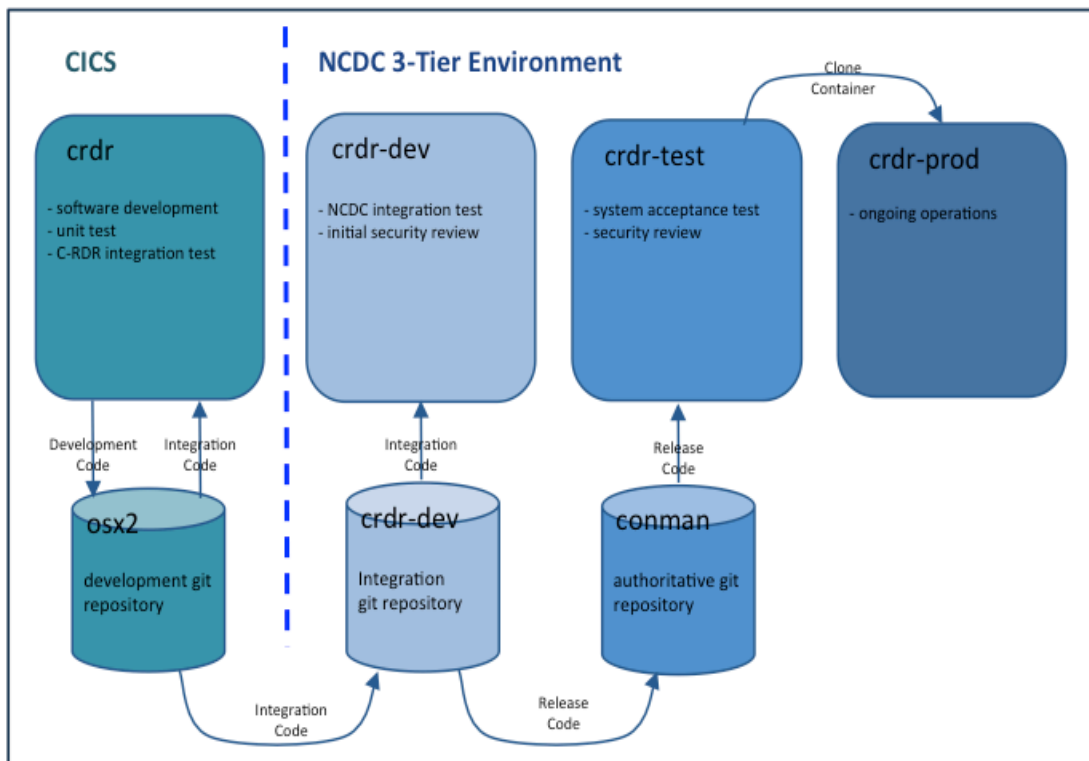 CICS
NCDC 3-Tier Environment
Clone
Container
crdr
- software development
- unit test
- C-RDR integration test
crdr-dev
- NCDC integration test
- initial security review
crdr-test
- system acceptance test
- security review
crdr-prod
- ongoing operations
Development
Code
Integration
Code
Integration
Code
Release
Code
osx2
development git
repository
crdr-dev
Integration
git repository
conman
authoritative git
repository
Integration
Code
Release
Code